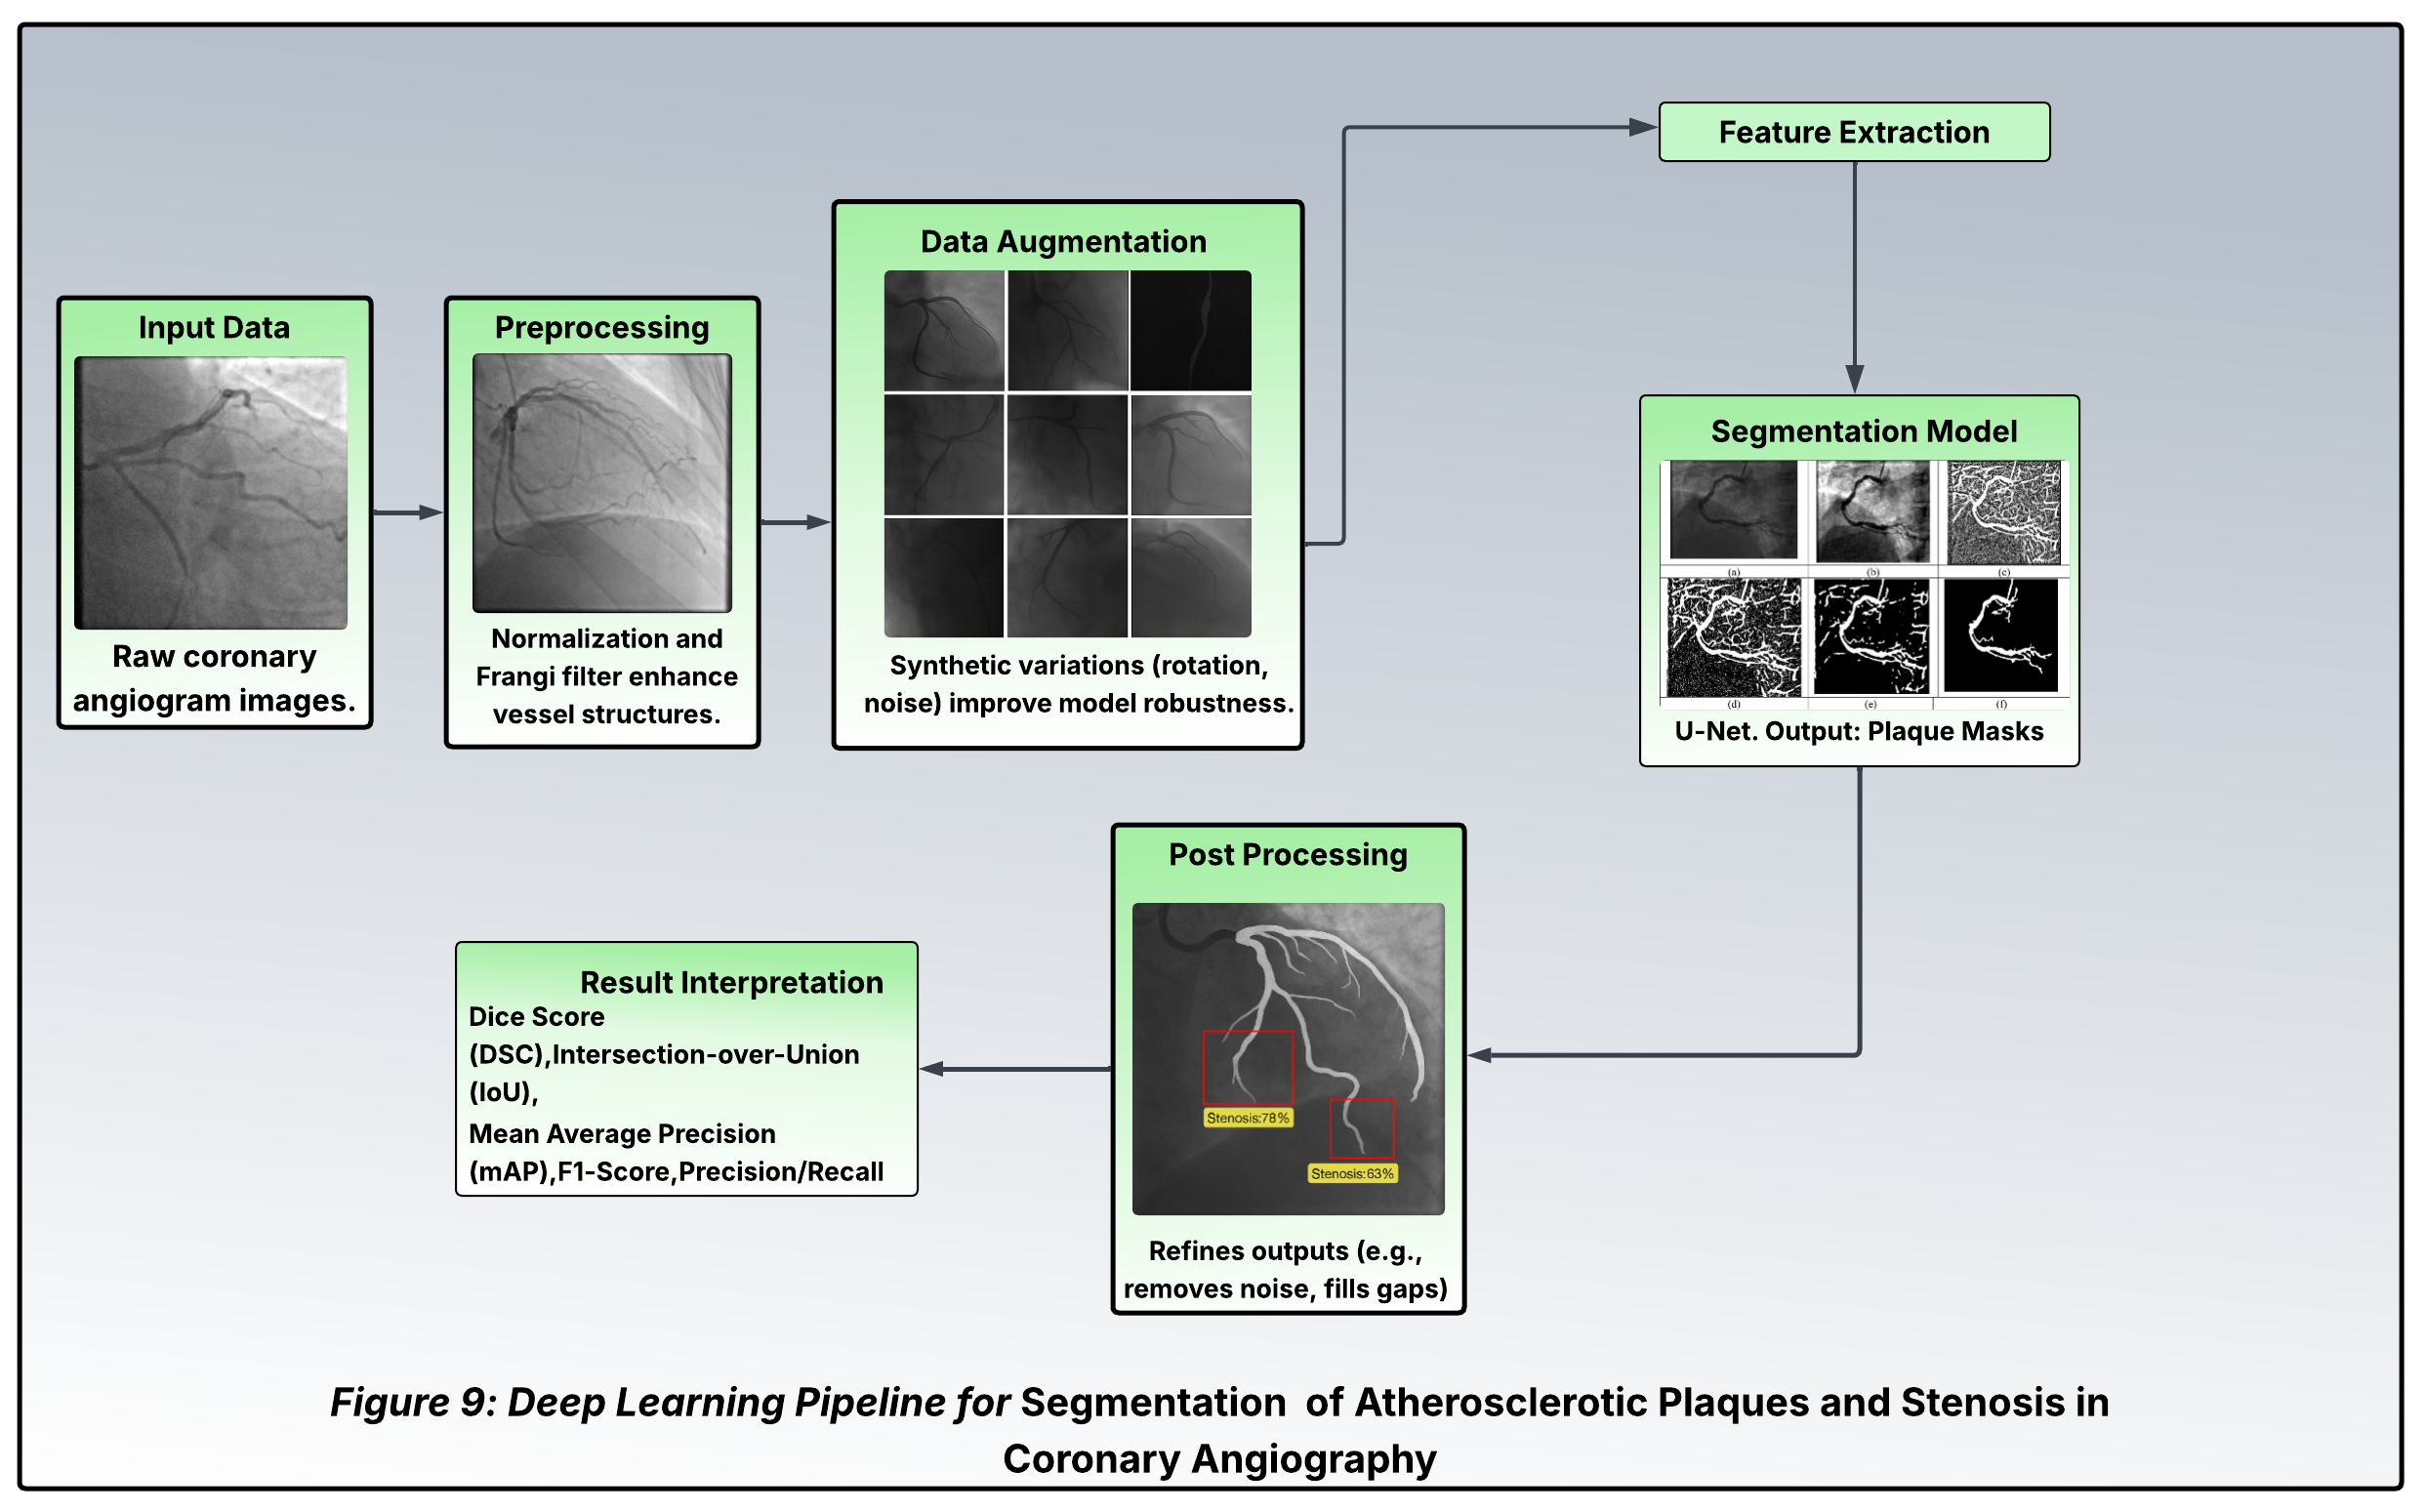 Input Data
Raw coronary
angiogram images.
Preprocessing
Normalization and
Frangi filter enhance
vessel structures.
Data Augmentation
Synthetic variations (rotation,
noise) improve model robustness.
Feature Extraction
Segmentation Model
(a) (b) (c)
(d) (e) (f)
U-Net. Output: Plaque Masks
Post Processing
Stenosis:78%
Stenosis:63%
Refines outputs (e.g.,
removes noise, fills gaps)
Result Interpretation
Dice Score
(DSC),Intersection-over-Union
(IoU),
Mean Average Precision
(mAP),F1-Score,Precision/Recall
Figure 9: Deep Learning Pipeline for Segmentation of Atherosclerotic Plaques and Stenosis in
Coronary Angiography